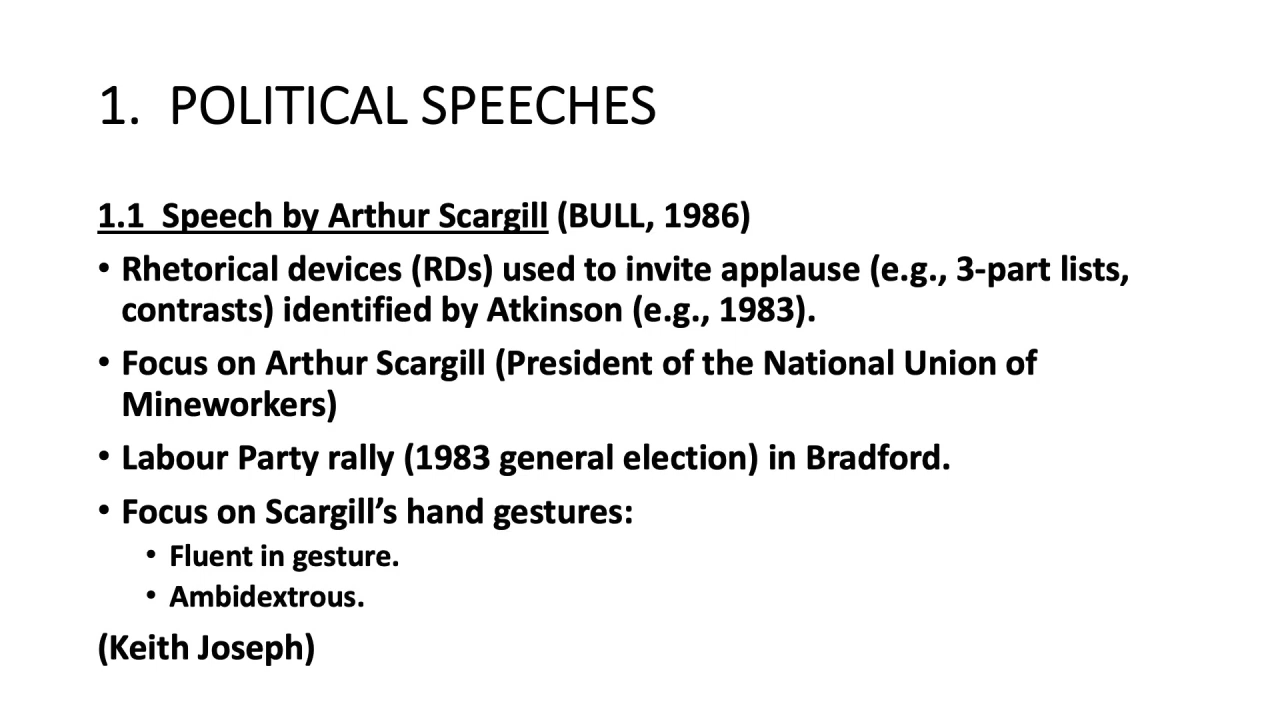 1. POLITICAL SPEECHES
1.1 Speech by Arthur Scargill (BULL, 1986)
• Rhetorical devices (RDs) used to invite applause (e.g., 3-part lists,
contrasts) identified by Atkinson (e.g., 1983).
• Focus on Arthur Scargill (President of the National Union of
Mineworkers)
• Labour Party rally (1983 general election) in Bradford.
• Focus on Scargill’s hand gestures:
• Fluent in gesture.
• Ambidextrous.
(Keith Joseph)